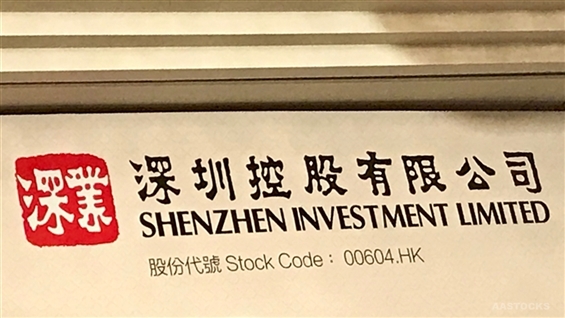 深業
深圳控股有限公司
SHENZHEN INVESTMENT LIMITED
股份代號 Stock Code : 00604.HK
AASTOCKS